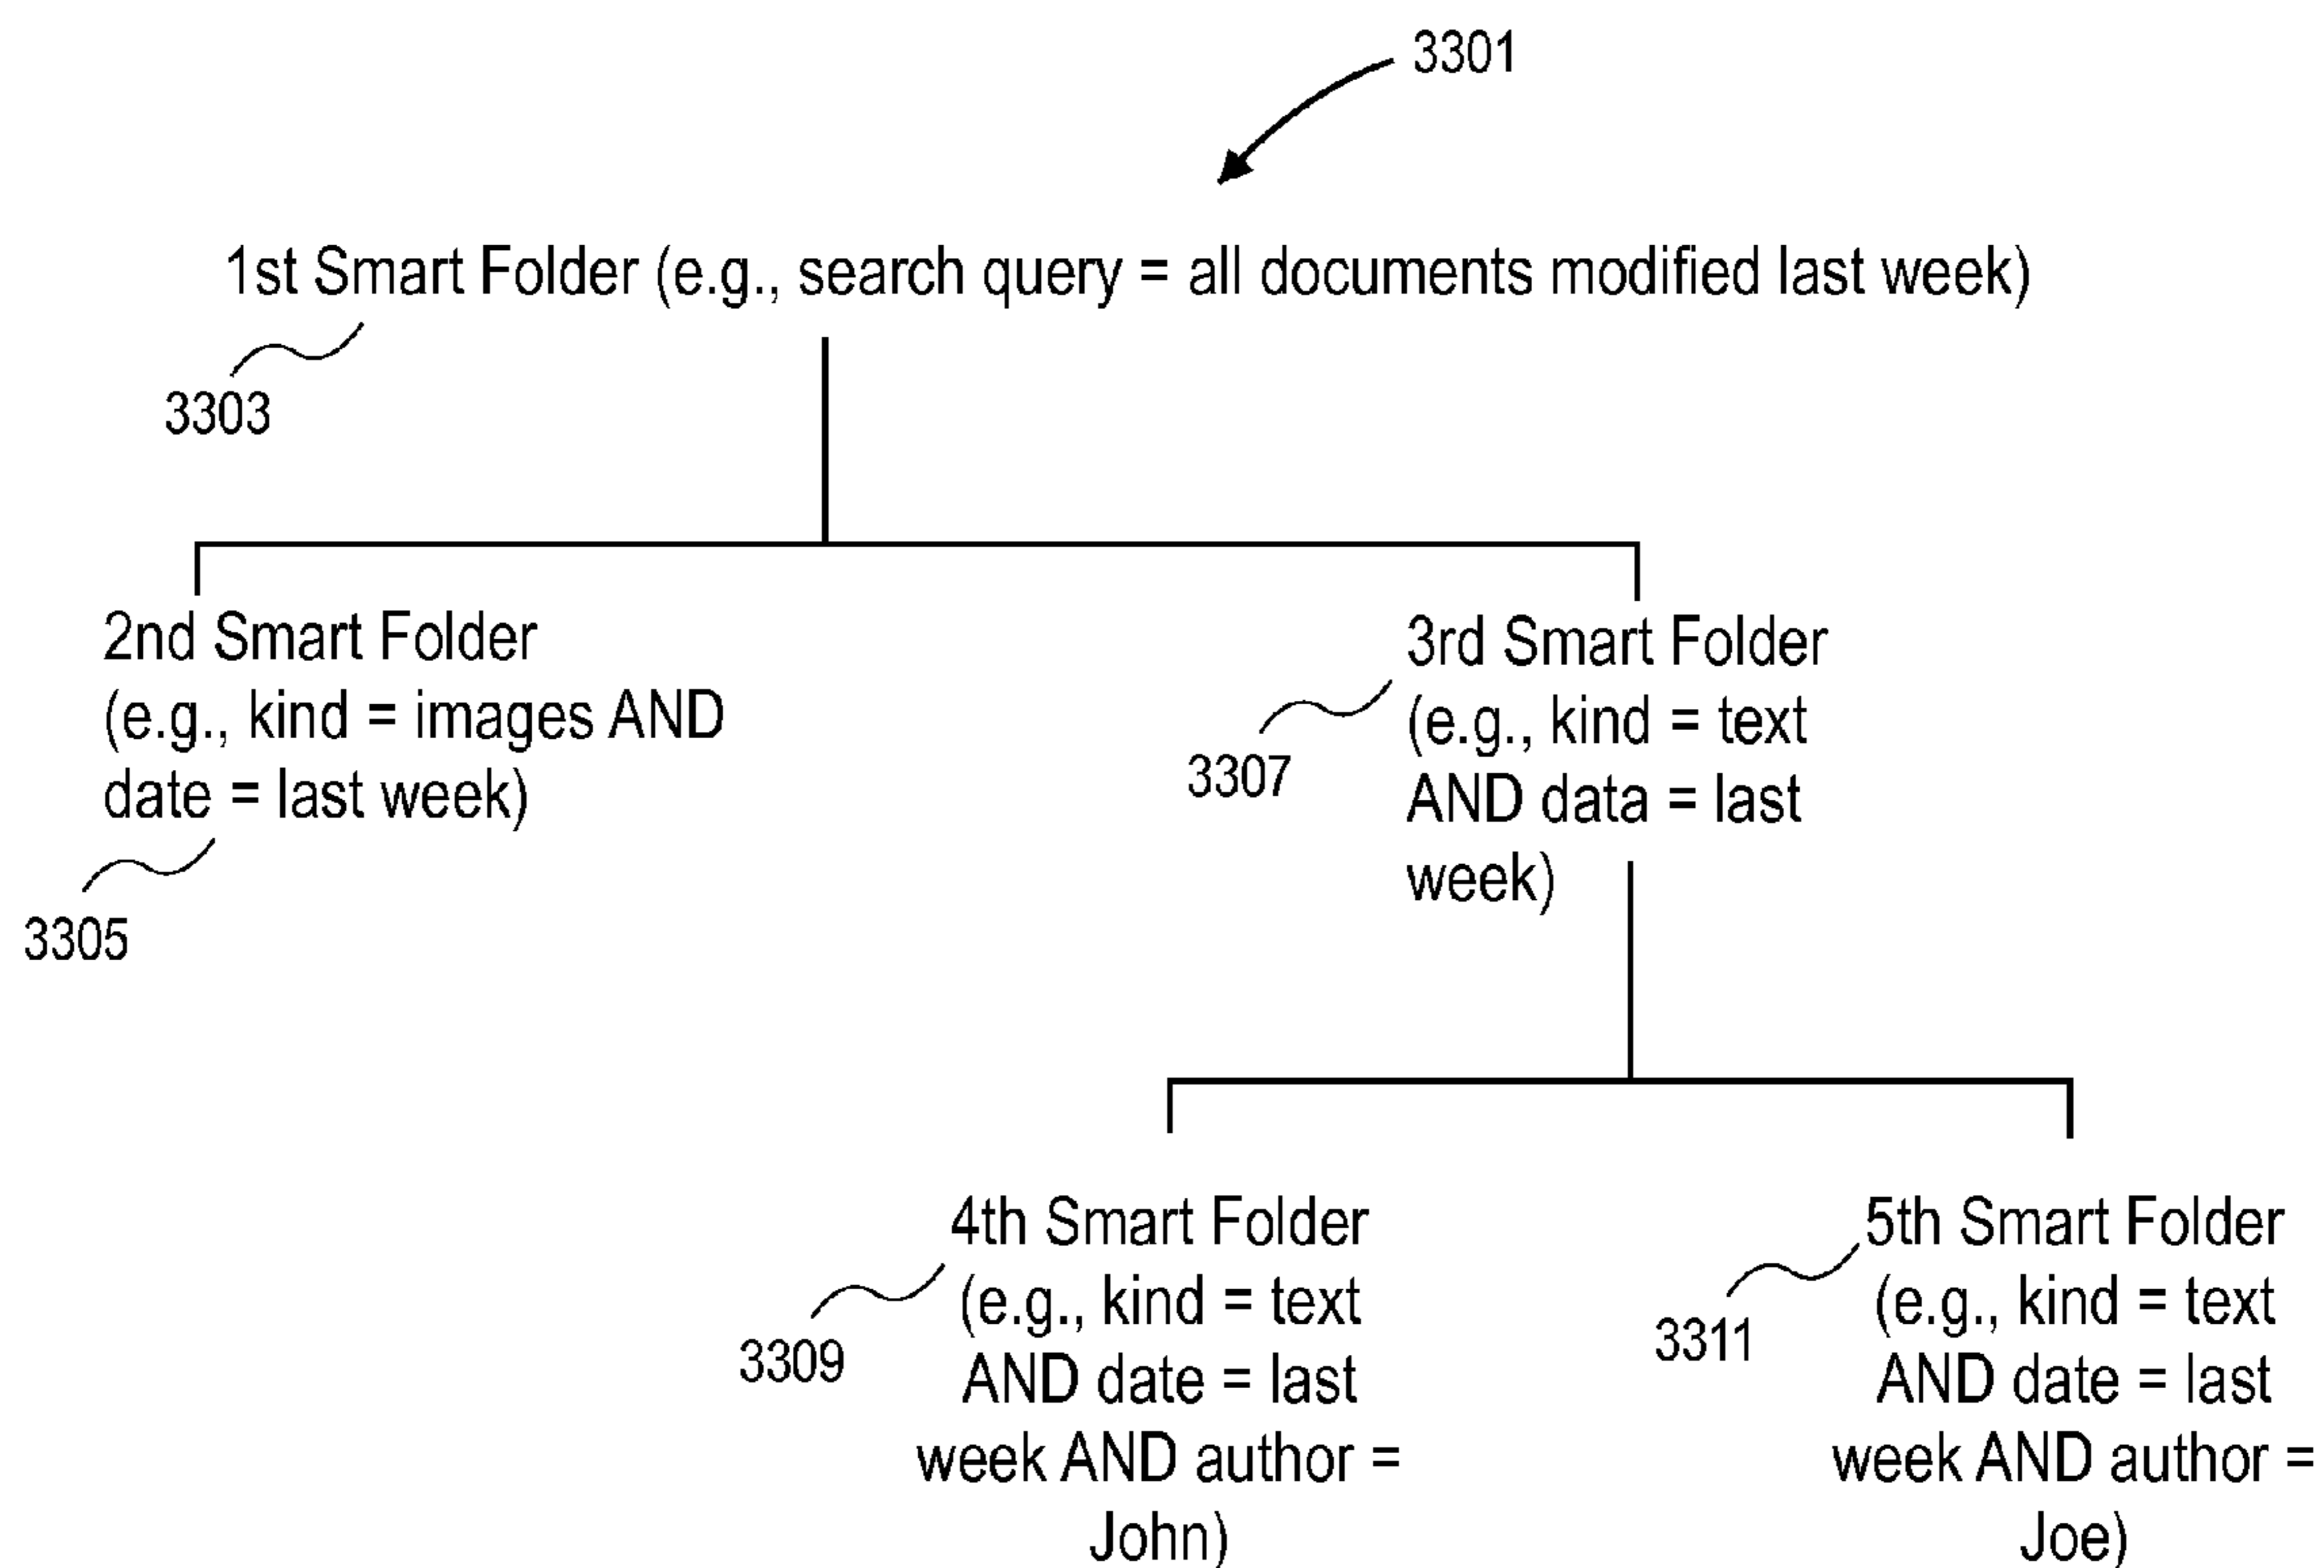 3301
1st Smart Folder (e.g., search query = all documents modified last week)
3303
2nd Smart Folder
(e.g., kind = images AND
date = last week)
3305
3rd Smart Folder
(e.g., kind = text
AND data = last
week)
3307
4th Smart Folder
(e.g., kind = text
AND date = last
week AND author =
John)
3309
5th Smart Folder
(e.g., kind = text
AND date = last
week AND author =
Joe)
3311